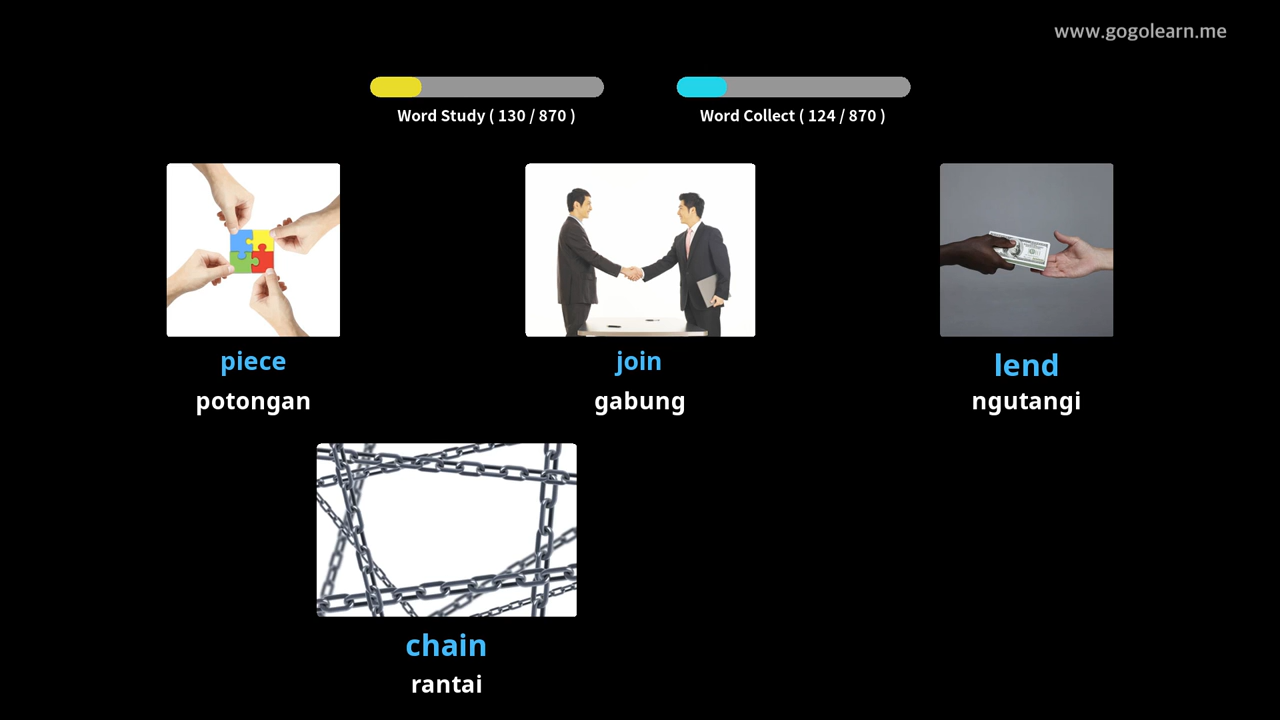 www.gogolearn.me
Word Study ( 130 / 870 )
Word Collect ( 124 / 870 )
piece
potongan
join
gabung
lend
ngutangi
chain
rantai